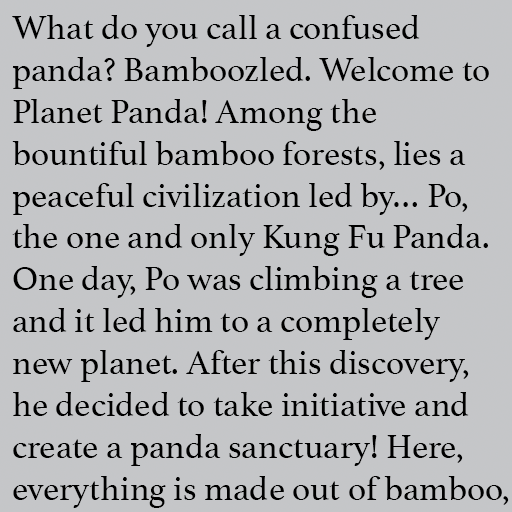 What do you call a confused
panda? Bamboozled. Welcome to
Planet Panda! Among the
bountiful bamboo forests, lies a
peaceful civilization led by... Po,
the one and only Kung Fu Panda.
One day, Po was climbing a tree
and it led him to a completely
new planet. After this discovery,
he decided to take initiative and
create a panda sanctuary! Here,
everything is made out of bamboo,